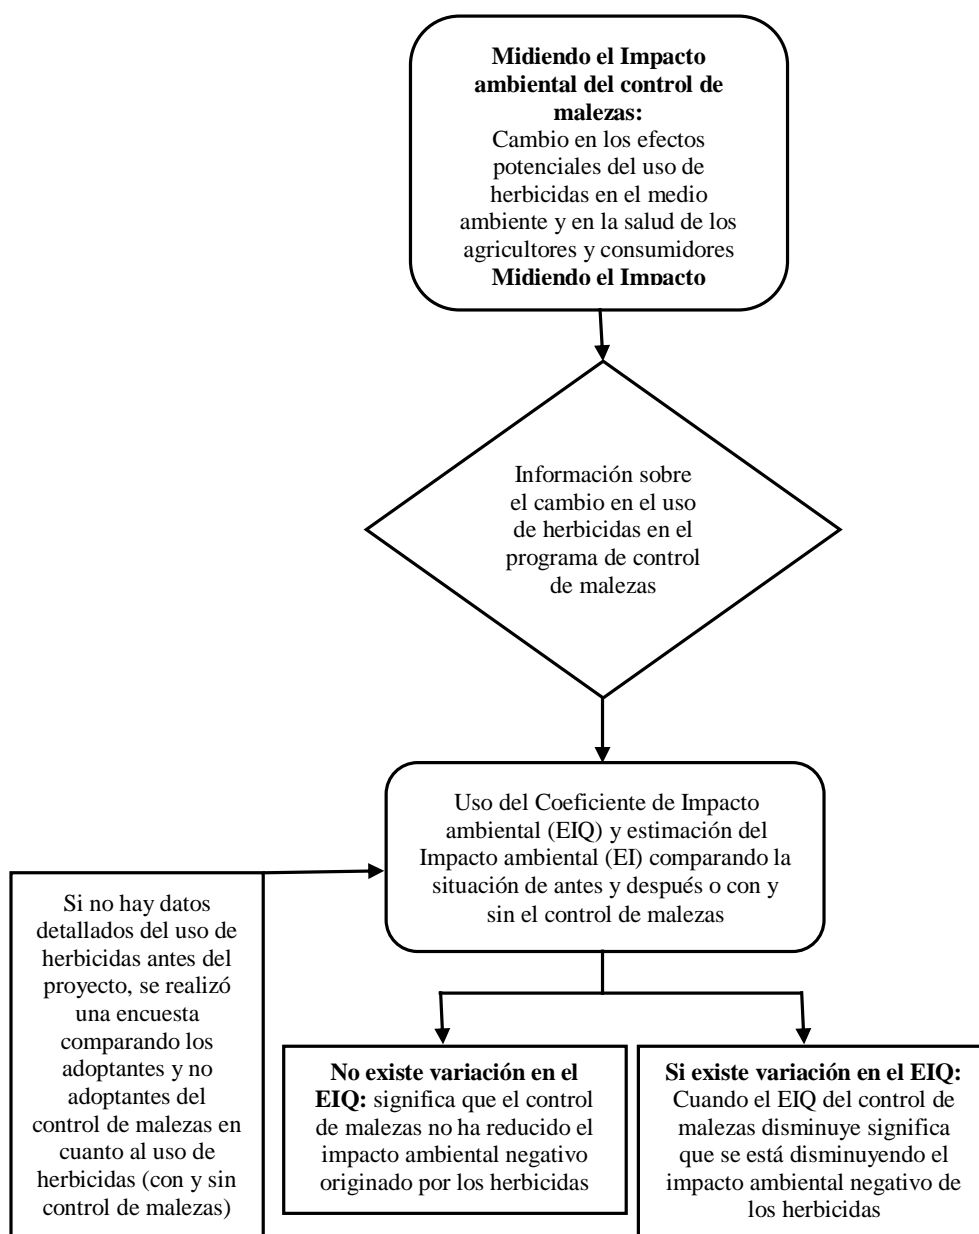 Midiendo el Impacto
ambiental del control de
malezas:
Cambio en los efectos
potenciales del uso de
herbicidas en el medio
ambiente y en la salud de los
agricultores y consumidores
Midiendo el Impacto
Información sobre
el cambio en el uso
de herbicidas en el
programa de control
de malezas
Uso del Coeficiente de Impacto
ambiental (EIQ) y estimación del
Impacto ambiental (EI) comparando la
situación de antes y después o con y
sin el control de malezas
Si no hay datos
detallados del uso de
herbicidas antes del
proyecto, se realizó
una encuesta
comparando los
adoptantes y no
adoptantes del
control de malezas en
cuanto al uso de
herbicidas (con y sin
control de malezas)
No existe variación en el
EIQ: significa que el control
de malezas no ha reducido el
impacto ambiental negativo
originado por los herbicidas
Si existe variación en el EIQ:
Cuando el EIQ del control de
malezas disminuye significa
que se está disminuyendo el
impacto ambiental negativo de
los herbicidas